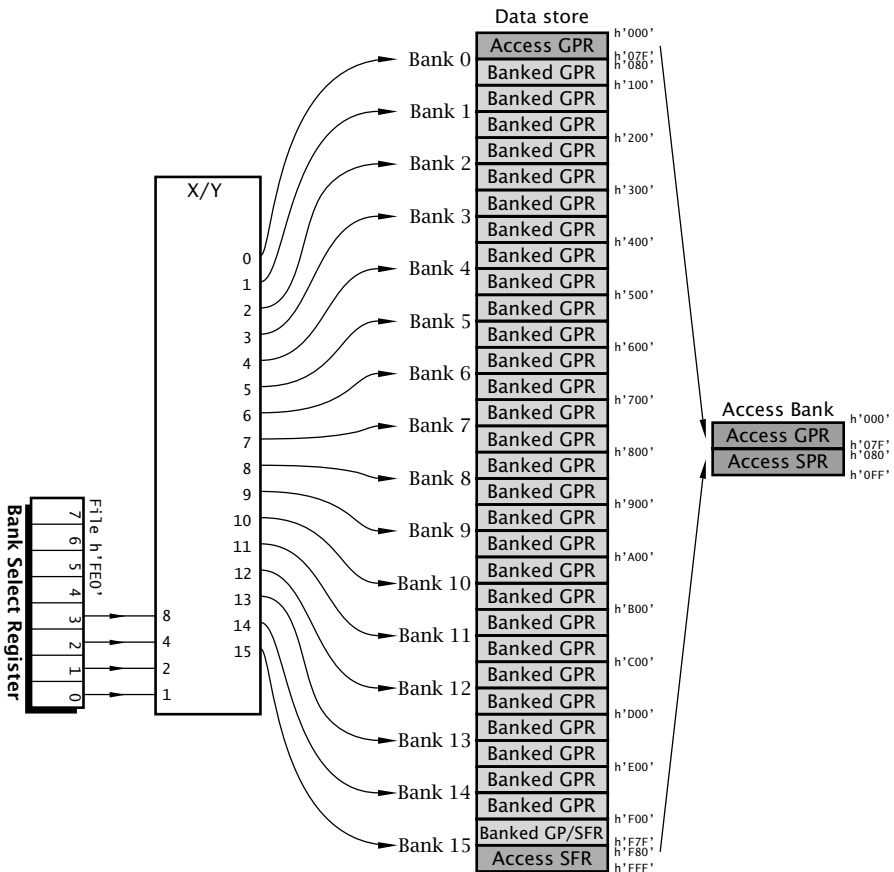 Data store
h'000'
Bank 0
Access GPR
h'07F'
h'080'
Banked GPR
h'100'
Bank 1
Banked GPR
Banked GPR
h'200'
Bank 2
Banked GPR
Banked GPR
h'300'
Bank 3
Banked GPR
Banked GPR
h'400'
Bank 4
Banked GPR
Banked GPR
h'500'
Bank 5
Banked GPR
Banked GPR
h'600'
Bank 6
Banked GPR
Banked GPR
h'700'
Bank 7
Banked GPR
Banked GPR
h'800'
Bank 8
Banked GPR
Banked GPR
h'900'
Bank 9
Banked GPR
Banked GPR
h'A00'
Bank 10
Banked GPR
Banked GPR
h'B00'
Bank 11
Banked GPR
Banked GPR
h'C00'
Bank 12
Banked GPR
Banked GPR
h'D00'
Bank 13
Banked GPR
Banked GPR
h'E00'
Bank 14
Banked GPR
Banked GPR
h'F00'
Bank 15
Banked GP/SFR
h'F7F'
h'F80'
Access SFR
h'FFF'
X/Y
0
1
2
3
4
5
6
7
8
9
10
11
12
13
14
15
8
4
2
1
File h'FE0'
7 6 5 4 3 2 1 0
Bank Select Register
Access Bank
h'000'
Access GPR
h'07F'
h'080'
Access SPR
h'0FF'